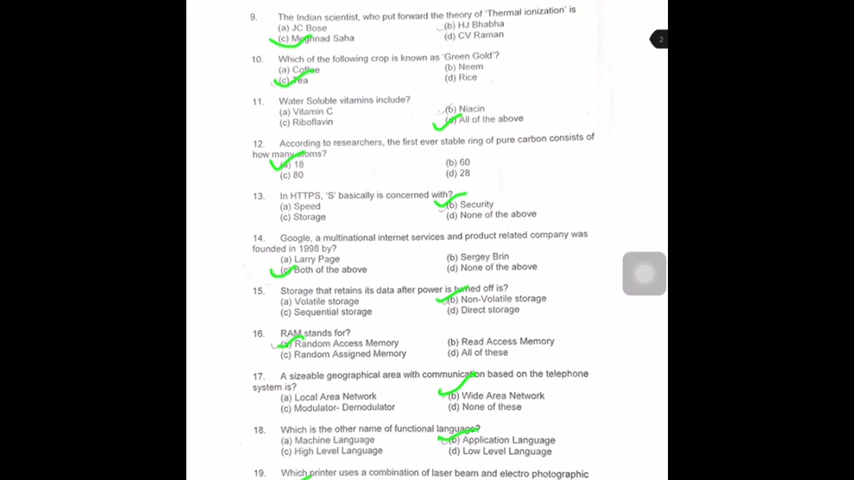 9. The Indian scientist, who put forward the theory of 'Thermal ionization' is
(a) JC Bose (b) HJ Bhabha
(c) Meghnad Saha (d) CV Raman
2
10. Which of the following crop is known as 'Green Gold'?
(a) Coffee (b) Neem
(c) Tea (d) Rice
11. Water Soluble vitamins include?
(a) Vitamin C (b) Niacin
(c) Riboflavin (d) All of the above
12. According to researchers, the first ever stable ring of pure carbon consists of
how many atoms?
(a) 18 (b) 60
(c) 80 (d) 28
13. In HTTPS, 'S' basically is concerned with?
(a) Speed (b) Security
(c) Storage (d) None of the above
14. Google, a multinational internet services and product related company was
founded in 1998 by?
(a) Larry Page (b) Sergey Brin
(c) Both of the above (d) None of the above
15. Storage that retains its data after power is turned off is?
(a) Volatile storage (b) Non-Volatile storage
(c) Sequential storage (d) Direct storage
16. RAM stands for?
(a) Random Access Memory (b) Read Access Memory
(c) Random Assigned Memory (d) All of these
17. A sizeable geographical area with communication based on the telephone
system is?
(a) Local Area Network (b) Wide Area Network
(c) Modulator- Demodulator (d) None of these
18. Which is the other name of functional language?
(a) Machine Language (b) Application Language
(c) High Level Language (d) Low Level Language
19. Which printer uses a combination of laser beam and electro photographic